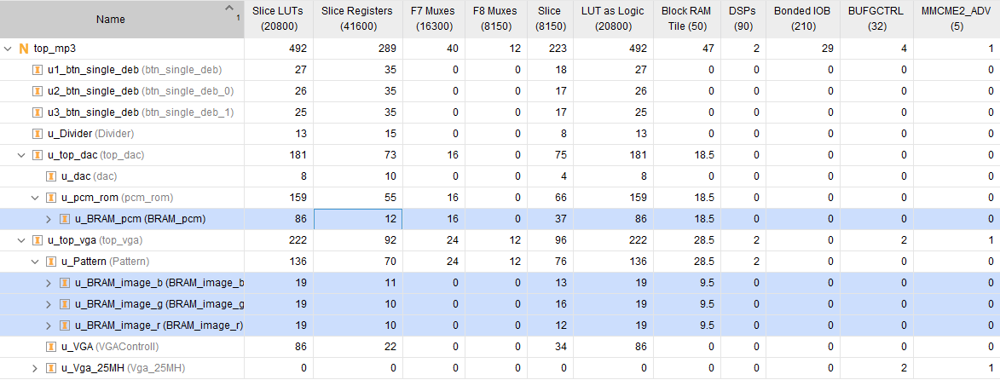 Name 1 Slice LUTs (20800) Slice Registers (41600) F7 Muxes (16300) F8 Muxes (8150) Slice (8150) LUT as Logic (20800) Block RAM Tile (50) DSPs (90) Bonded IOB (210) BUFGCTRL (32) MMCME2_ADV (5)
N top_mp3 492 289 40 12 223 492 47 2 29 4 1
I u1_btn_single_deb (btn_single_deb) 27 35 0 0 18 27 0 0 0 0 0
I u2_btn_single_deb (btn_single_deb_0) 26 35 0 0 17 26 0 0 0 0 0
I u3_btn_single_deb (btn_single_deb_1) 25 35 0 0 17 25 0 0 0 0 0
I u_Divider (Divider) 13 15 0 0 8 13 0 0 0 0 0
I u_top_dac (top_dac) 181 73 16 0 75 181 18.5 0 0 0 0
I u_dac (dac) 8 10 0 0 4 8 0 0 0 0 0
I u_pcm_rom (pcm_rom) 159 55 16 0 66 159 18.5 0 0 0 0
I u_BRAM_pcm (BRAM_pcm) 86 12 16 0 37 86 18.5 0 0 0 0
I u_top_vga (top_vga) 222 92 24 12 96 222 28.5 2 0 2 1
I u_Pattern (Pattern) 136 70 24 12 76 136 28.5 2 0 0 0
I u_BRAM_image_b (BRAM_image_b 19 11 0 0 13 19 9.5 0 0 0 0
I u_BRAM_image_g (BRAM_image_g 19 10 0 0 16 19 9.5 0 0 0 0
I u_BRAM_image_r (BRAM_image_r) 19 10 0 0 12 19 9.5 0 0 0 0
I u_VGA (VGAControll) 86 22 0 0 34 86 0 0 0 0 0
I u_Vga_25MH (Vga_25MH) 0 0 0 0 0 0 0 0 0 2 1